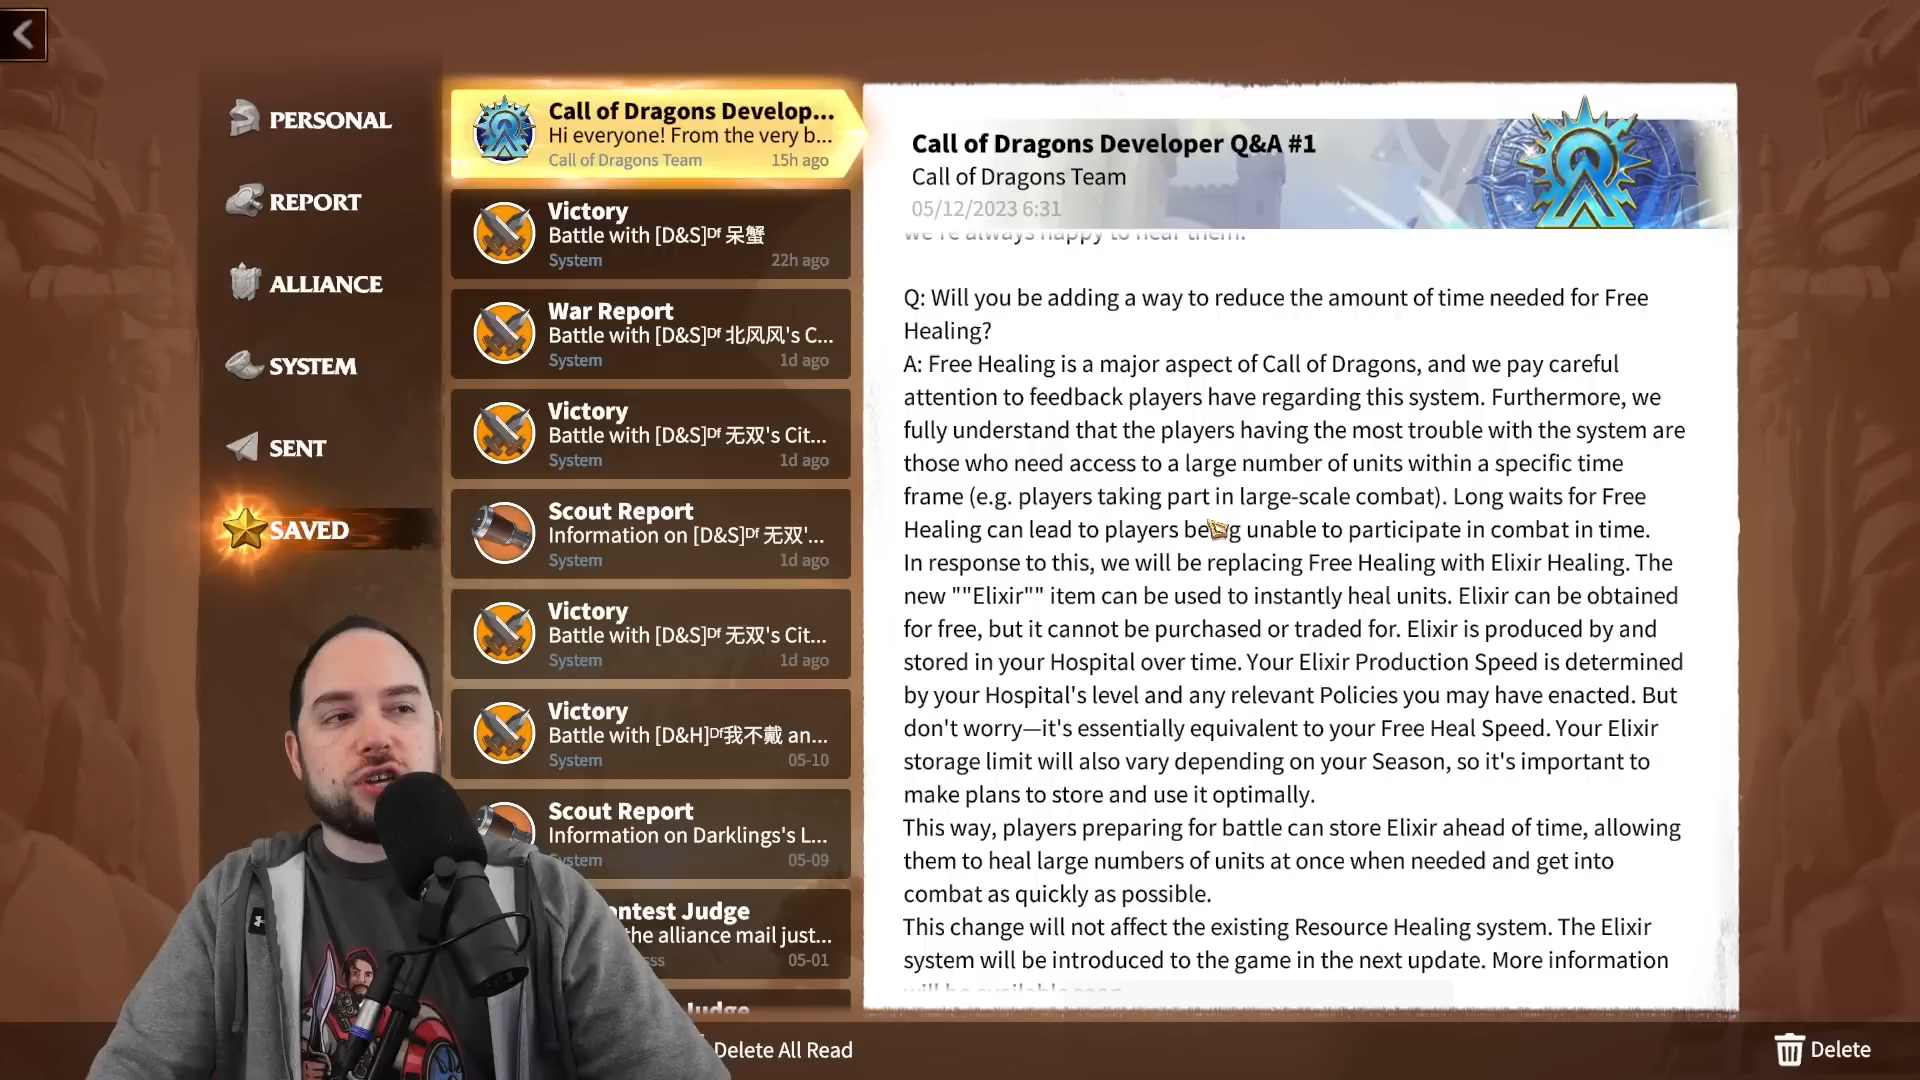 PERSONAL
REPORT
ALLIANCE
SYSTEM
SENT
SAVED
Call of Dragons Develop...
Hi everyone! From the very b...
Call of Dragons Team 15h ago
Victory
Battle with [D&S]ᴰᶠ 呆蟹
System 22h ago
War Report
Battle with [D&S]ᴰᶠ 北风风's C...
System 1d ago
Victory
Battle with [D&S]ᴰᶠ 无双's Cit...
System 1d ago
Scout Report
Information on [D&S]ᴰᶠ 无双'...
System 1d ago
Victory
Battle with [D&S]ᴰᶠ 无双's Cit...
System 1d ago
Victory
Battle with [D&H]ᴰᶠ我不戴 an...
System 05-10
Scout Report
Information on Darklings's L...
System 05-09
Judge
the alliance mail just...
05-01
Judge
Delete All Read
Call of Dragons Developer Q&A #1
Call of Dragons Team
05/12/2023 6:31
we're always happy to hear them.
Q: Will you be adding a way to reduce the amount of time needed for Free
Healing?
A: Free Healing is a major aspect of Call of Dragons, and we pay careful
attention to feedback players have regarding this system. Furthermore, we
fully understand that the players having the most trouble with the system are
those who need access to a large number of units within a specific time
frame (e.g. players taking part in large-scale combat). Long waits for Free
Healing can lead to players being unable to participate in combat in time.
In response to this, we will be replacing Free Healing with Elixir Healing. The
new ""Elixir"" item can be used to instantly heal units. Elixir can be obtained
for free, but it cannot be purchased or traded for. Elixir is produced by and
stored in your Hospital over time. Your Elixir Production Speed is determined
by your Hospital's level and any relevant Policies you may have enacted. But
don't worry—it's essentially equivalent to your Free Heal Speed. Your Elixir
storage limit will also vary depending on your Season, so it's important to
make plans to store and use it optimally.
This way, players preparing for battle can store Elixir ahead of time, allowing
them to heal large numbers of units at once when needed and get into
combat as quickly as possible.
This change will not affect the existing Resource Healing system. The Elixir
system will be introduced to the game in the next update. More information
will be available soon.
Delete